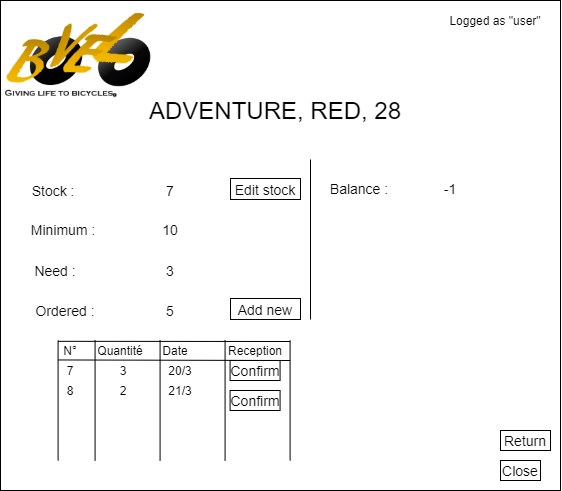 Logged as "user"
BVELO
GIVING LIFE TO BICYCLES.
ADVENTURE, RED, 28
Stock : 7 Edit stock Balance : -1
Minimum : 10
Need : 3
Ordered : 5 Add new
N° Quantité Date Reception
7 3 20/3 Confirm
8 2 21/3 Confirm
Return
Close